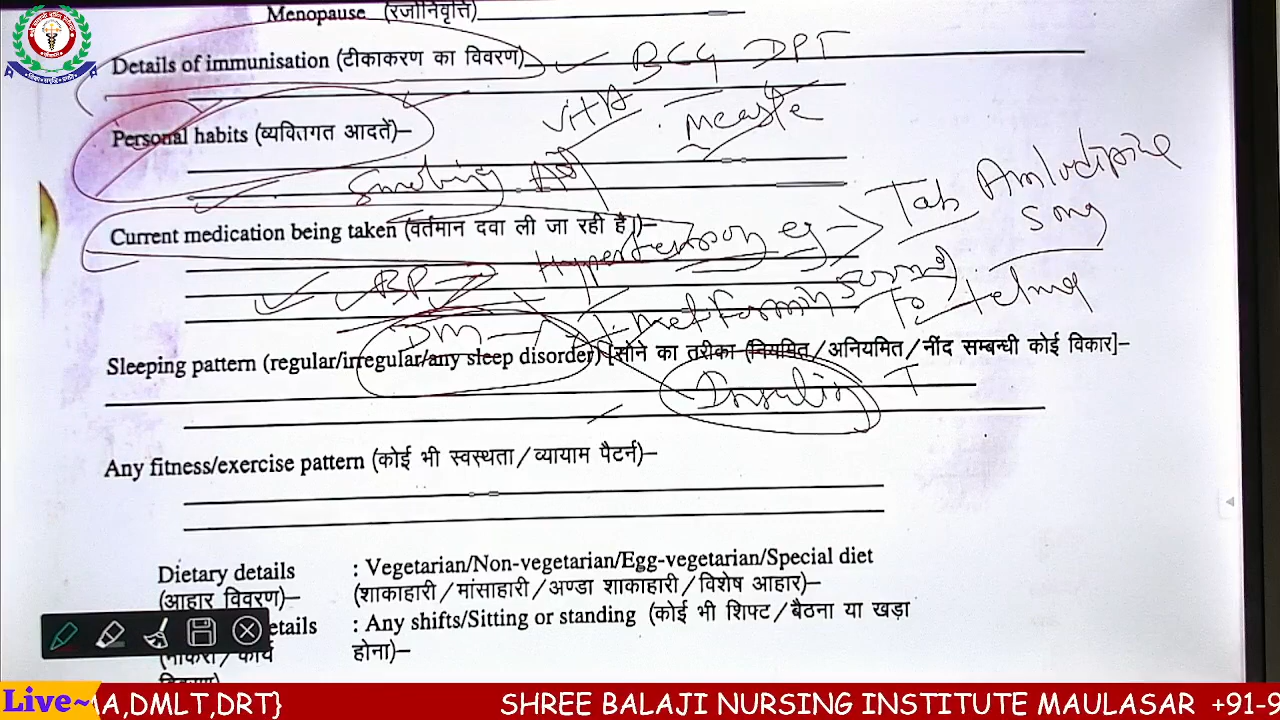 Menopause (रजोनिवृत्ति)
Details of immunisation (टीकाकरण का विवरण) BCG DPT
Measle
Personal habits (व्यक्तिगत आदतें)–
Smoking
Tab Amlodipine
Current medication being taken (वर्तमान दवा ली जा रही है।)–
BP Hypertension eg
DM Metformin Telma
Sleeping pattern (regular/irregular/any sleep disorder) [सोने का तरीका (नियमित/अनियमित/नींद सम्बन्धी कोई विकार]–
Insulin
Any fitness/exercise pattern (कोई भी स्वस्थता/व्यायाम पैटर्न)–
Dietary details : Vegetarian/Non-vegetarian/Egg-vegetarian/Special diet
(आहार विवरण)– (शाकाहारी/मांसाहारी/अण्डा शाकाहारी/विशेष आहार)–
etails : Any shifts/Sitting or standing (कोई भी शिफ्ट/बैठना या खड़ा
होना)–
Live~ A,DMLT,DRT} SHREE BALAJI NURSING INSTITUTE MAULASAR +91-9